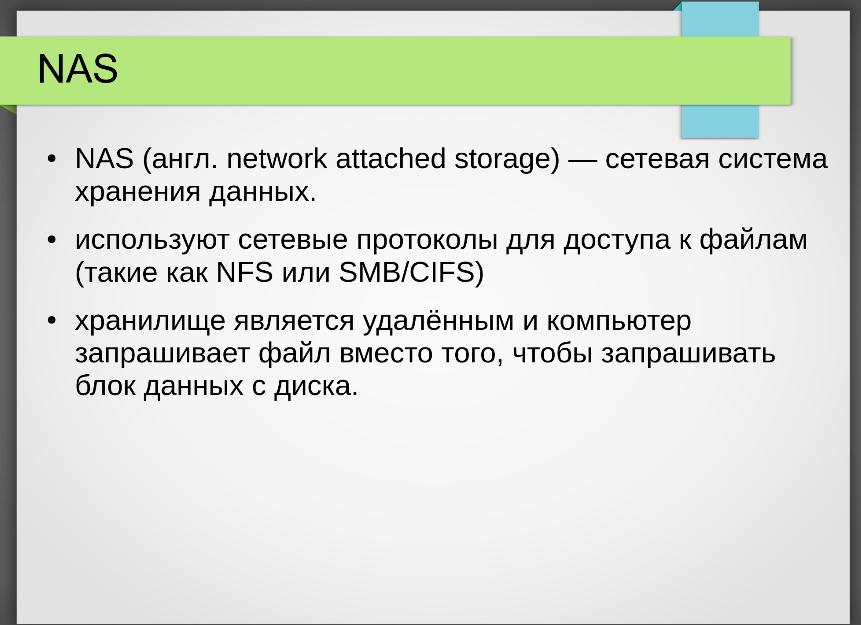 NAS
• NAS (англ. network attached storage) — сетевая система
хранения данных.
• используют сетевые протоколы для доступа к файлам
(такие как NFS или SMB/CIFS)
• хранилище является удалённым и компьютер
запрашивает файл вместо того, чтобы запрашивать
блок данных с диска.